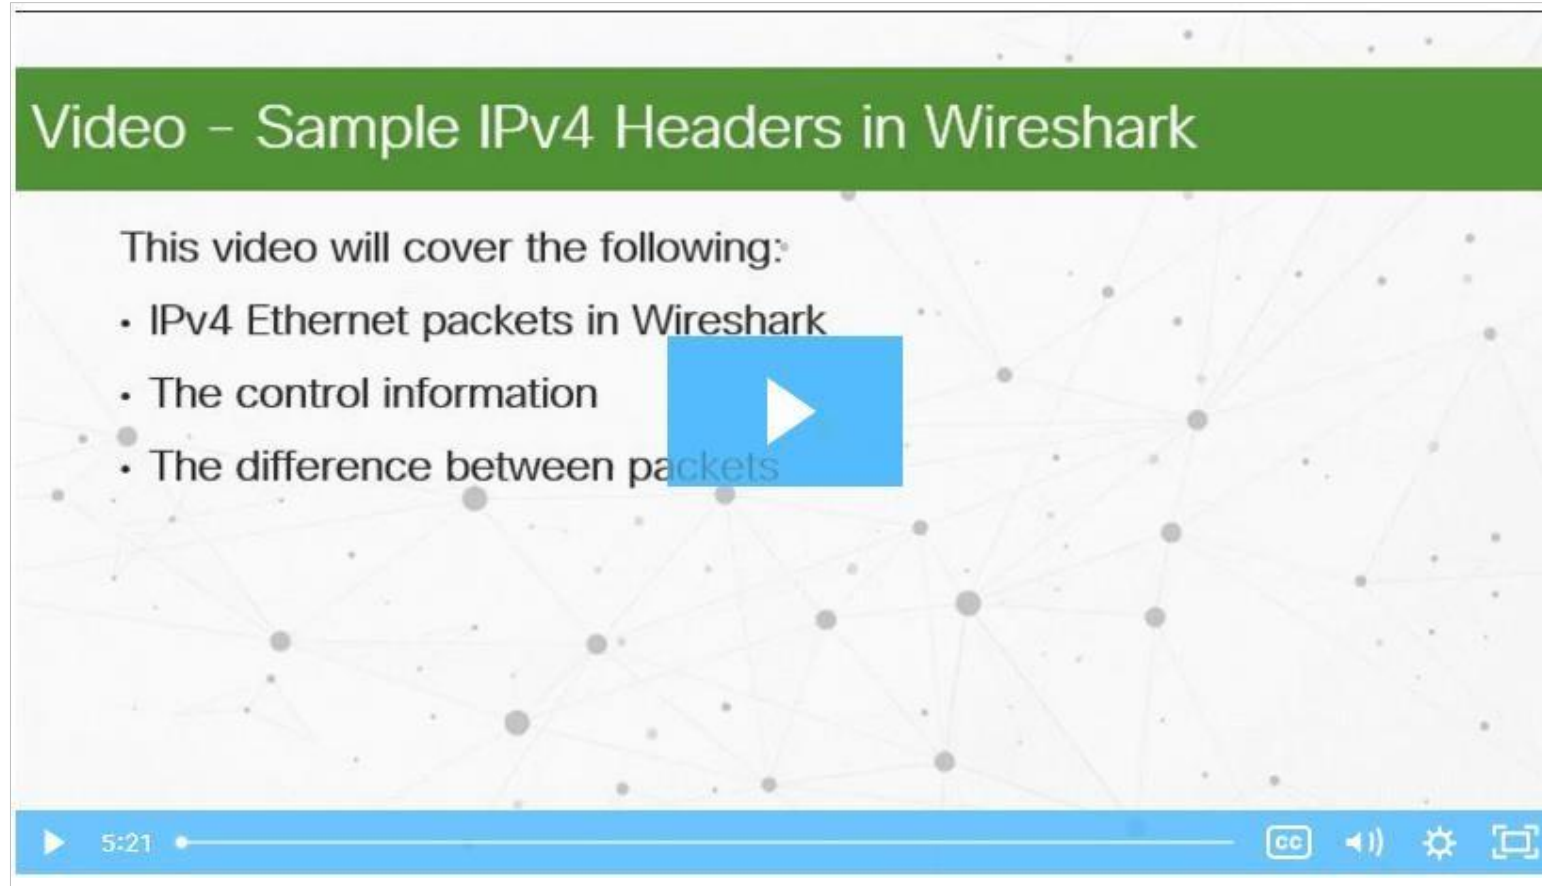 Video - Sample IPv4 Headers in Wireshark
This video will cover the following:
• IPv4 Ethernet packets in Wireshark
• The control information
• The difference between packets
5:21
CC